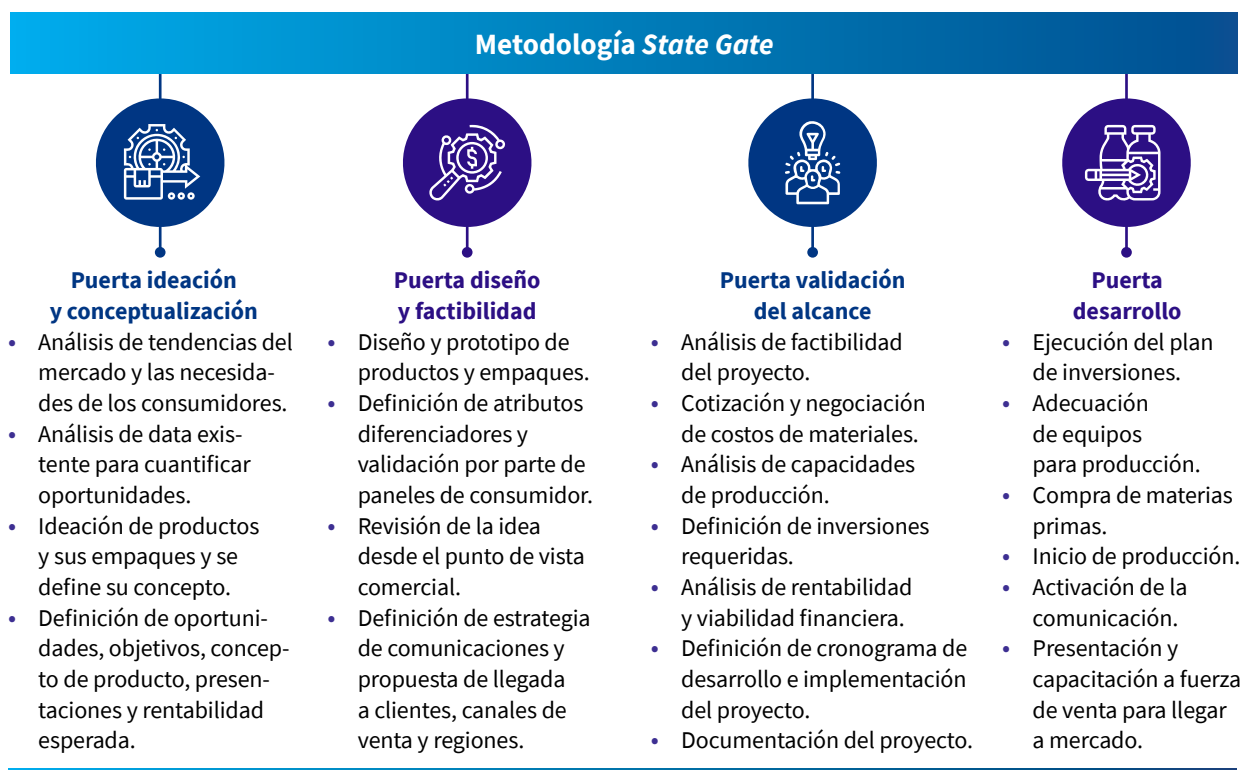 Metodología State Gate
Puerta ideación
y conceptualización
• Análisis de tendencias del
mercado y las necesida-
des de los consumidores.
• Análisis de data exis-
tente para cuantificar
oportunidades.
• Ideación de productos
y sus empaques y se
define su concepto.
• Definición de oportuni-
dades, objetivos, concep-
to de producto, presen-
taciones y rentabilidad
esperada.
Puerta diseño
y factibilidad
• Diseño y prototipo de
productos y empaques.
• Definición de atributos
diferenciadores y
validación por parte de
paneles de consumidor.
• Revisión de la idea
desde el punto de vista
comercial.
• Definición de estrategia
de comunicaciones y
propuesta de llegada
a clientes, canales de
venta y regiones.
Puerta validación
del alcance
• Análisis de factibilidad
del proyecto.
• Cotización y negociación
de costos de materiales.
• Análisis de capacidades
de producción.
• Definición de inversiones
requeridas.
• Análisis de rentabilidad
y viabilidad financiera.
• Definición de cronograma de
desarrollo e implementación
del proyecto.
• Documentación del proyecto.
Puerta
desarrollo
• Ejecución del plan
de inversiones.
• Adecuación
de equipos
para producción.
• Compra de materias
primas.
• Inicio de producción.
• Activación de la
comunicación.
• Presentación y
capacitación a fuerza
de venta para llegar
a mercado.